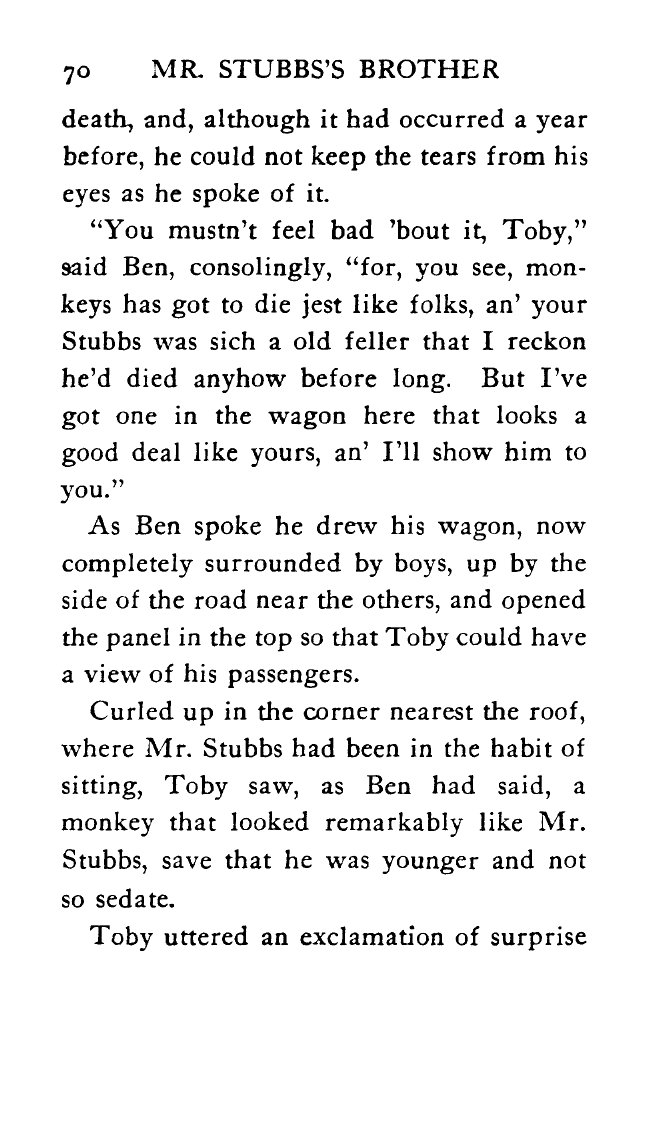 70 MR. STUBBS'S BROTHER
death, and, although it had occurred a year
before, he could not keep the tears from his
eyes as he spoke of it.
“You mustn’t feel bad ’bout it, Toby,”
said Ben, consolingly, “for, you see, mon-
keys has got to die jest like folks, an’ your
Stubbs was sich a old feller that I reckon
he’d died anyhow before long. But I’ve
got one in the wagon here that looks a
good deal like yours, an’ I’ll show him to
you.”
As Ben spoke he drew his wagon, now
completely surrounded by boys, up by the
side of the road near the others, and opened
the panel in the top so that Toby could have
a view of his passengers.
Curled up in the corner nearest the roof,
where Mr. Stubbs had been in the habit of
sitting, Toby saw, as Ben had said, a
monkey that looked remarkably like Mr.
Stubbs, save that he was younger and not
so sedate.
Toby uttered an exclamation of surprise